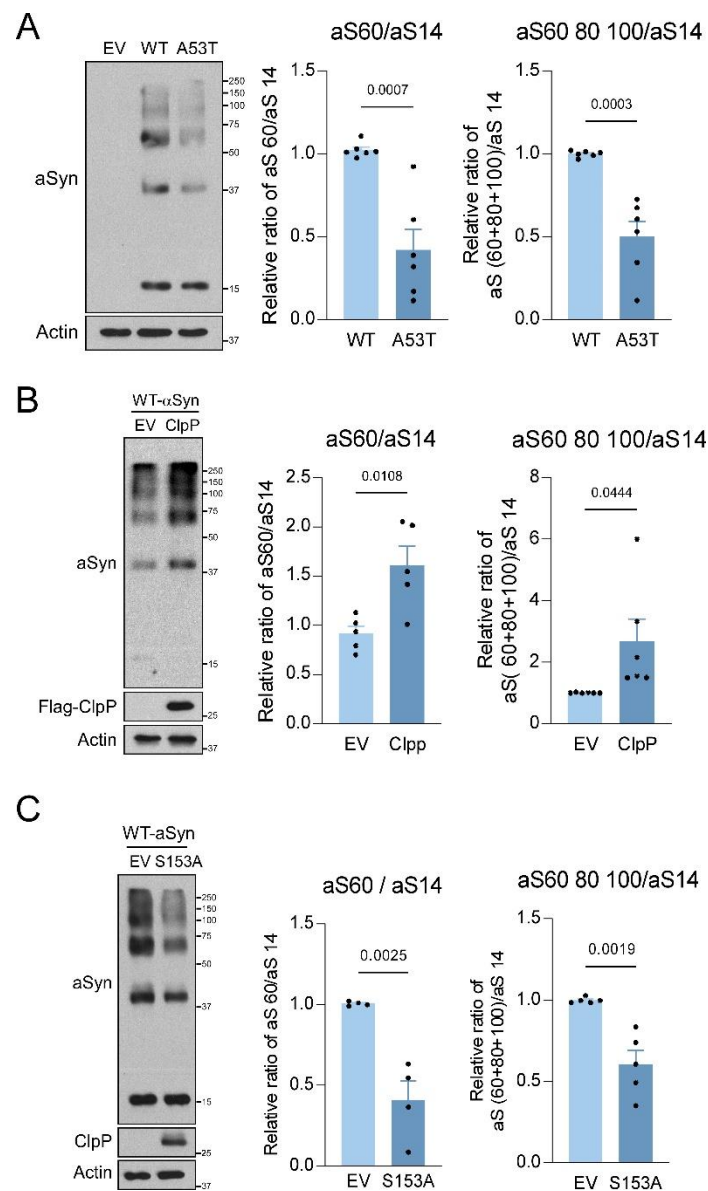 A
EV WT A53T
aSyn
250
150
100
75
50
37
15
Actin
37
aS60/aS14
Relative ratio of aS 60/aS14
1.5
1.0
0.5
0.0
0.0007
WT A53T
aS60 80 100/aS14
Relative ratio of
aS (60+80+100)/aS 14
1.5
1.0
0.5
0.0
0.0003
WT A53T
B
WT-αSyn
EV ClpP
aSyn
250
150
100
75
50
37
15
Flag-ClpP
25
Actin
37
aS60/aS14
Relative ratio of aS60/aS14
2.5
2.0
1.5
1.0
0.5
0.0
0.0108
EV Clpp
aS60 80 100/aS14
Relative ratio of
aS( 60+80+100)/aS 14
8
6
4
2
0
0.0444
EV ClpP
C
WT-aSyn
EV S153A
aSyn
250
150
100
75
50
37
15
ClpP
25
Actin
37
aS60 / aS14
Relative ratio of aS 60/aS 14
1.5
1.0
0.5
0.0
0.0025
EV S153A
aS60 80 100/aS14
Relative ratio of
aS (60+80+100)/aS 14
1.5
1.0
0.5
0.0
0.0019
EV S153A